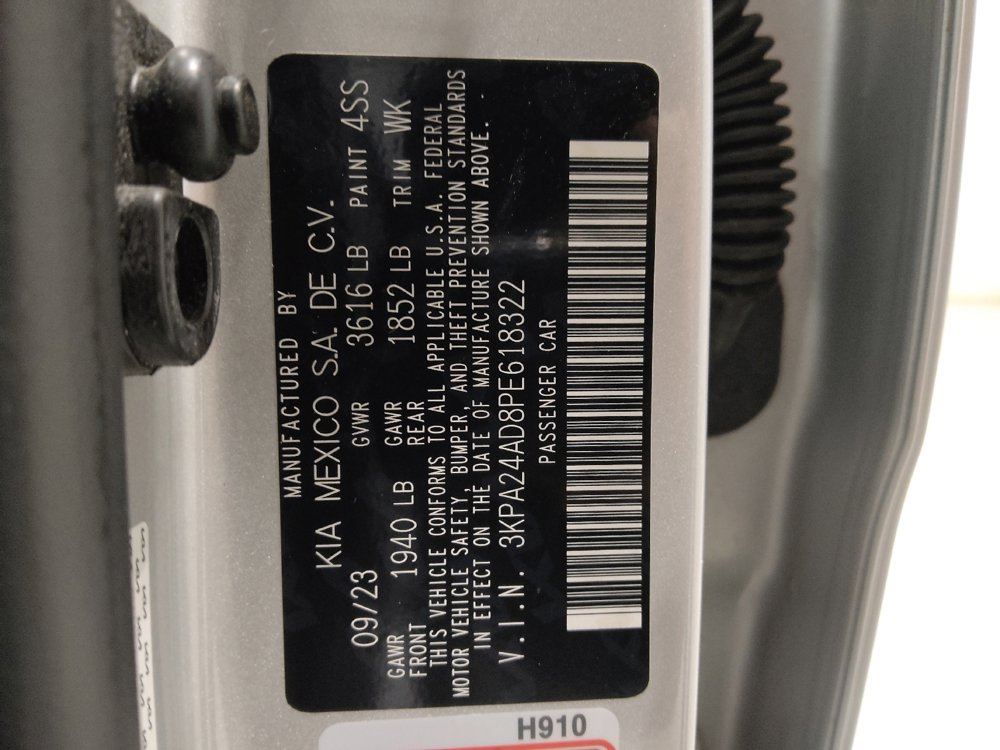 MANUFACTURED BY
KIA MEXICO S.A. DE C.V.
09/23 GVWR 3616 LB PAINT 4SS
GAWR FRONT 1940 LB GAWR REAR 1852 LB TRIM WK
THIS VEHICLE CONFORMS TO ALL APPLICABLE U.S.A. FEDERAL
MOTOR VEHICLE SAFETY, BUMPER, AND THEFT PREVENTION STANDARDS
IN EFFECT ON THE DATE OF MANUFACTURE SHOWN ABOVE.
V.I.N. 3KPA24AD8PE618322
PASSENGER CAR
H910